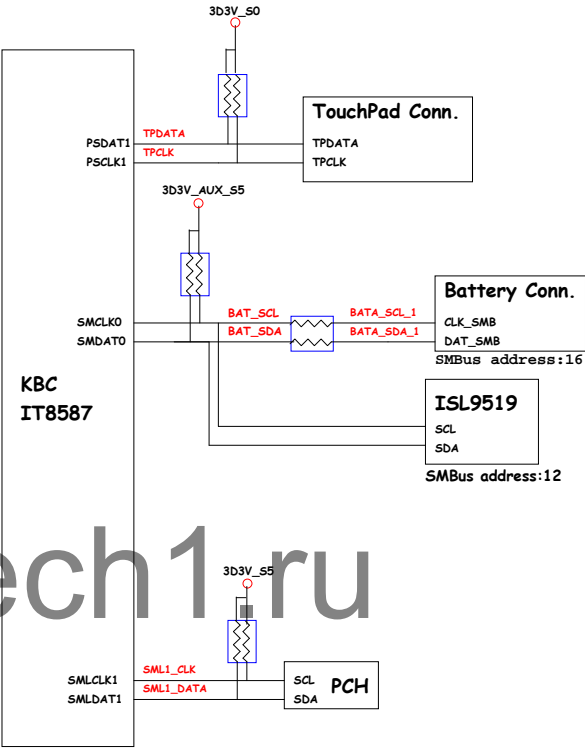 3D3V_S0
TouchPad Conn.
PSDAT1 TPDATA TPDATA
PSCLK1 TPCLK TPCLK
3D3V_AUX_S5
Battery Conn.
SMCLK0 BAT_SCL BATA_SCL_1 CLK_SMB
SMDAT0 BAT_SDA BATA_SDA_1 DAT_SMB
SMBus address:16
KBC
IT8587
ISL9519
SCL
SDA
SMBus address:12
ech1.ru
3D3V_S5
SMLCLK1 SML1_CLK SCL
SMLDAT1 SML1_DATA SDA
PCH